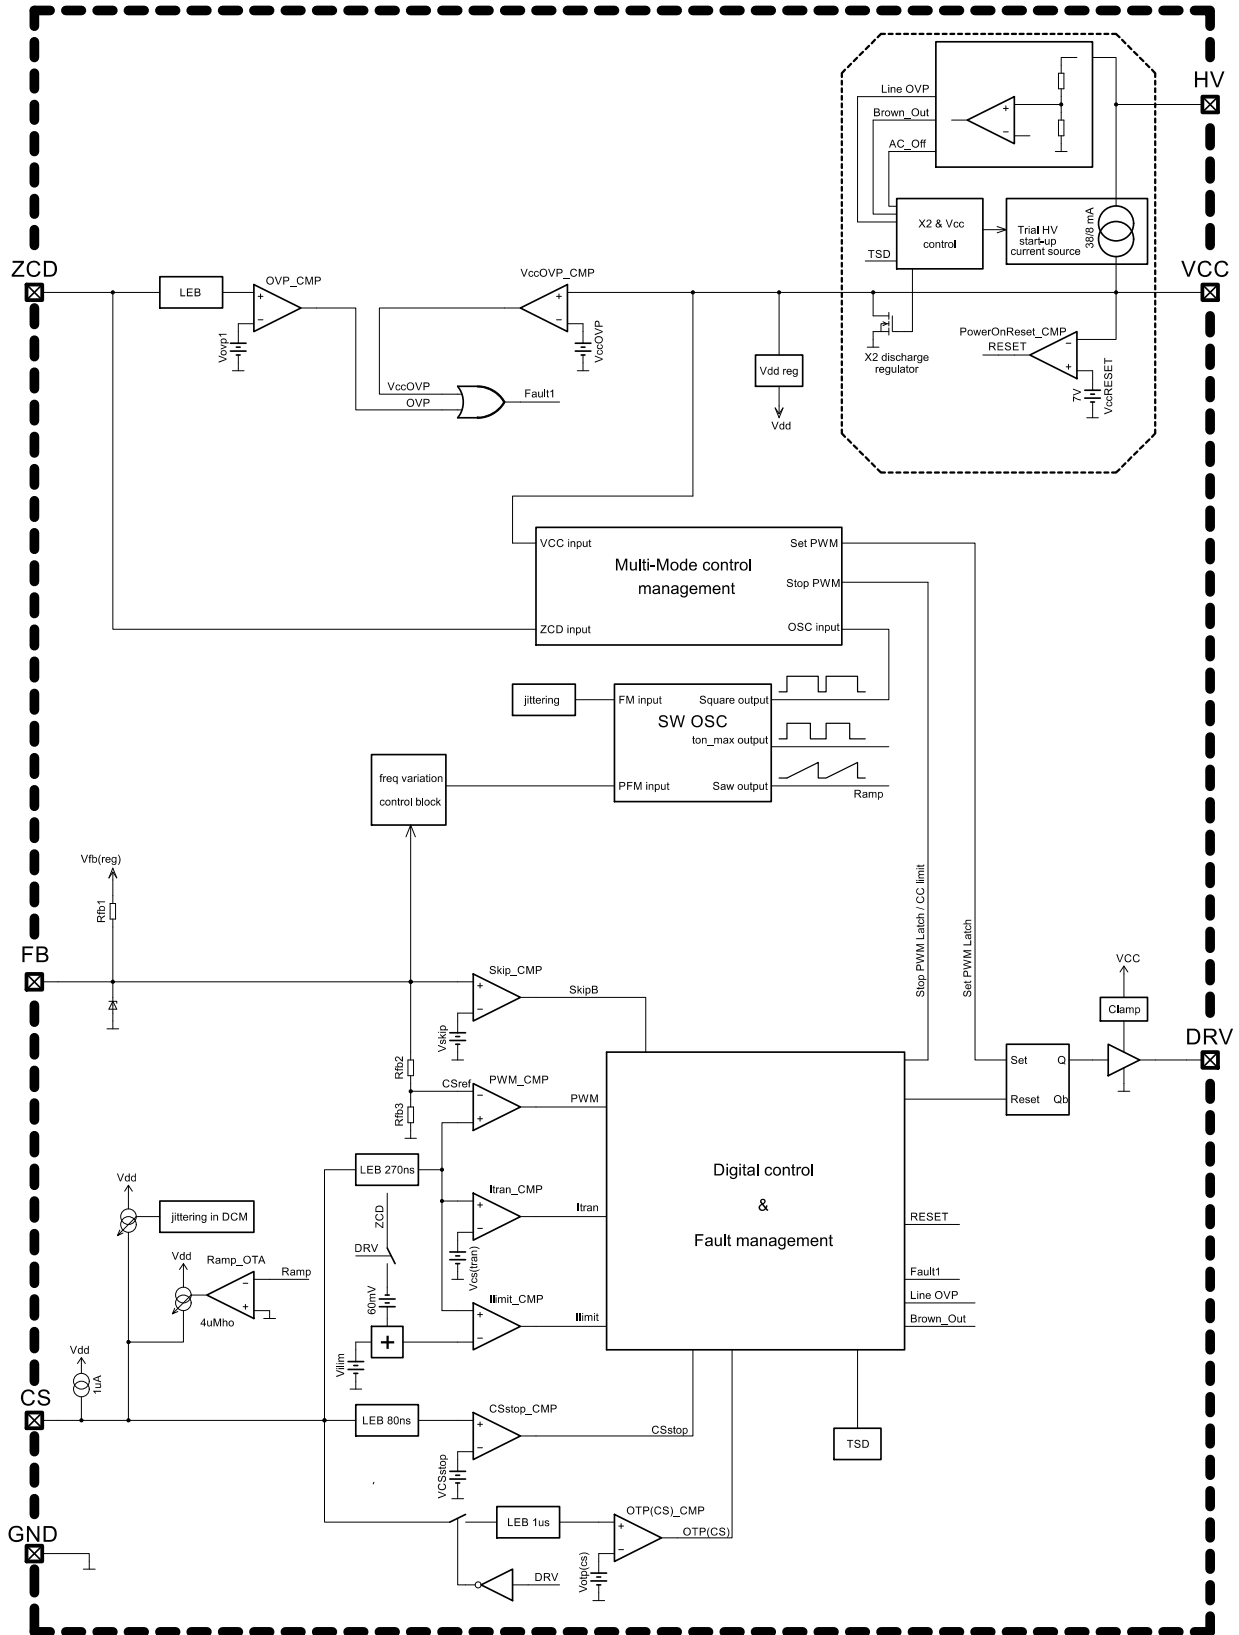 HV
Line OVP
Brown_Out
AC_Off
X2 & Vcc
control
Trial HV
start-up
current source
38/8 mA
TSD
ZCD
LEB
OVP_CMP
VccOVP_CMP
VCC
Vovp1
VccOVP
PowerOnReset_CMP
RESET
X2 discharge
regulator
7V
VccRESET
Vdd reg
Vdd
VccOVP
OVP
Fault1
VCC input
Set PWM
Multi-Mode control
management
Stop PWM
ZCD input
OSC input
jittering
FM input
Square output
SW OSC
ton_max output
freq variation
control block
PFM input
Saw output
Ramp
Vfb(reg)
Rfb1
Stop PWM Latch / CC limit
Set PWM Latch
FB
Skip_CMP
SkipB
Vskip
VCC
Clamp
DRV
Rfb2
CSref
PWM_CMP
PWM
Rfb3
Set
Q
Reset
Qb
LEB 270ns
Digital control
&
Fault management
Vdd
jittering in DCM
ZCD
Itran_CMP
Itran
RESET
DRV
Vcs(tran)
Vdd
Ramp_OTA
Ramp
4uMho
60mV
Ilimit_CMP
Ilimit
Fault1
Line OVP
Brown_Out
Vilim
Vdd
1uA
CS
LEB 80ns
CSstop_CMP
CSstop
VCSstop
TSD
LEB 1us
OTP(CS)_CMP
OTP(CS)
Votp(cs)
GND
DRV